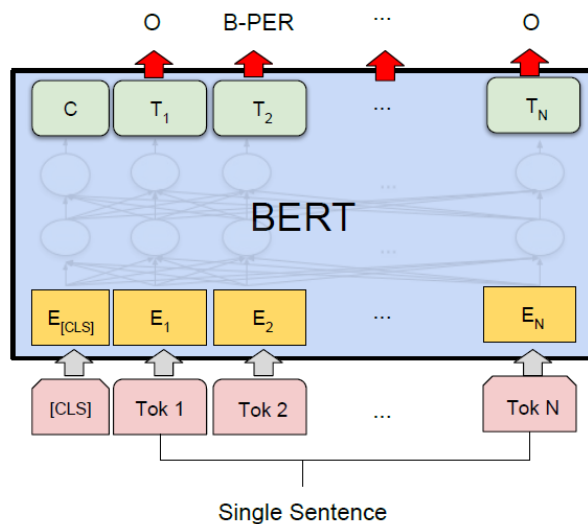 O B-PER ... O
C T1 T2 ... TN
...
BERT
...
E[CLS] E1 E2 ... EN
[CLS] Tok 1 Tok 2 ... Tok N
Single Sentence